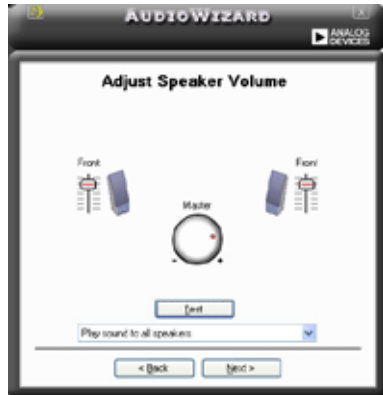 AudioWizard
ANALOG
DEVICES
Adjust Speaker Volume
Front
Front
Master
- +
Test
Play sound to all speakers
< Back
Next >